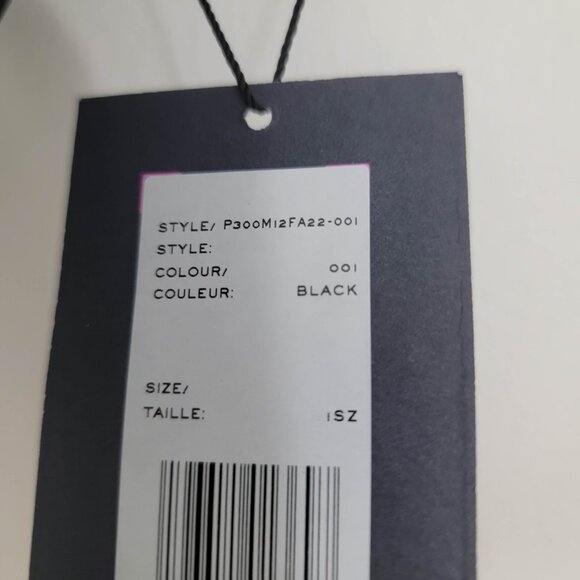 STYLE/ P300M12FA22-001
STYLE:
COLOUR/ 001
COULEUR: BLACK
SIZE/
TAILLE: 1SZ